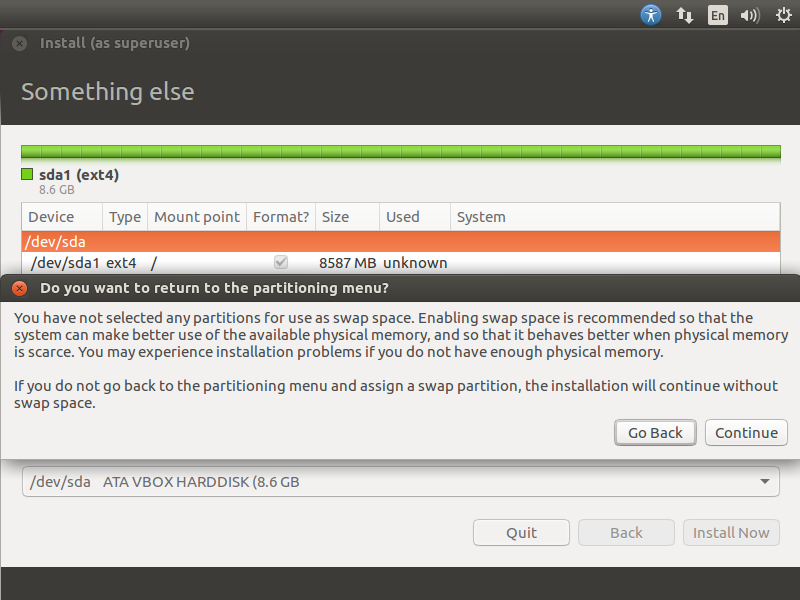 En
Install (as superuser)
Something else
sda1 (ext4)
8.6 GB
Device Type Mount point Format? Size Used System
/dev/sda
/dev/sda1 ext4 / 8587 MB unknown
Do you want to return to the partitioning menu?
You have not selected any partitions for use as swap space. Enabling swap space is recommended so that the
system can make better use of the available physical memory, and so that it behaves better when physical memory
is scarce. You may experience installation problems if you do not have enough physical memory.
If you do not go back to the partitioning menu and assign a swap partition, the installation will continue without
swap space.
Go Back Continue
/dev/sda ATA VBOX HARDDISK (8.6 GB
Quit Back Install Now